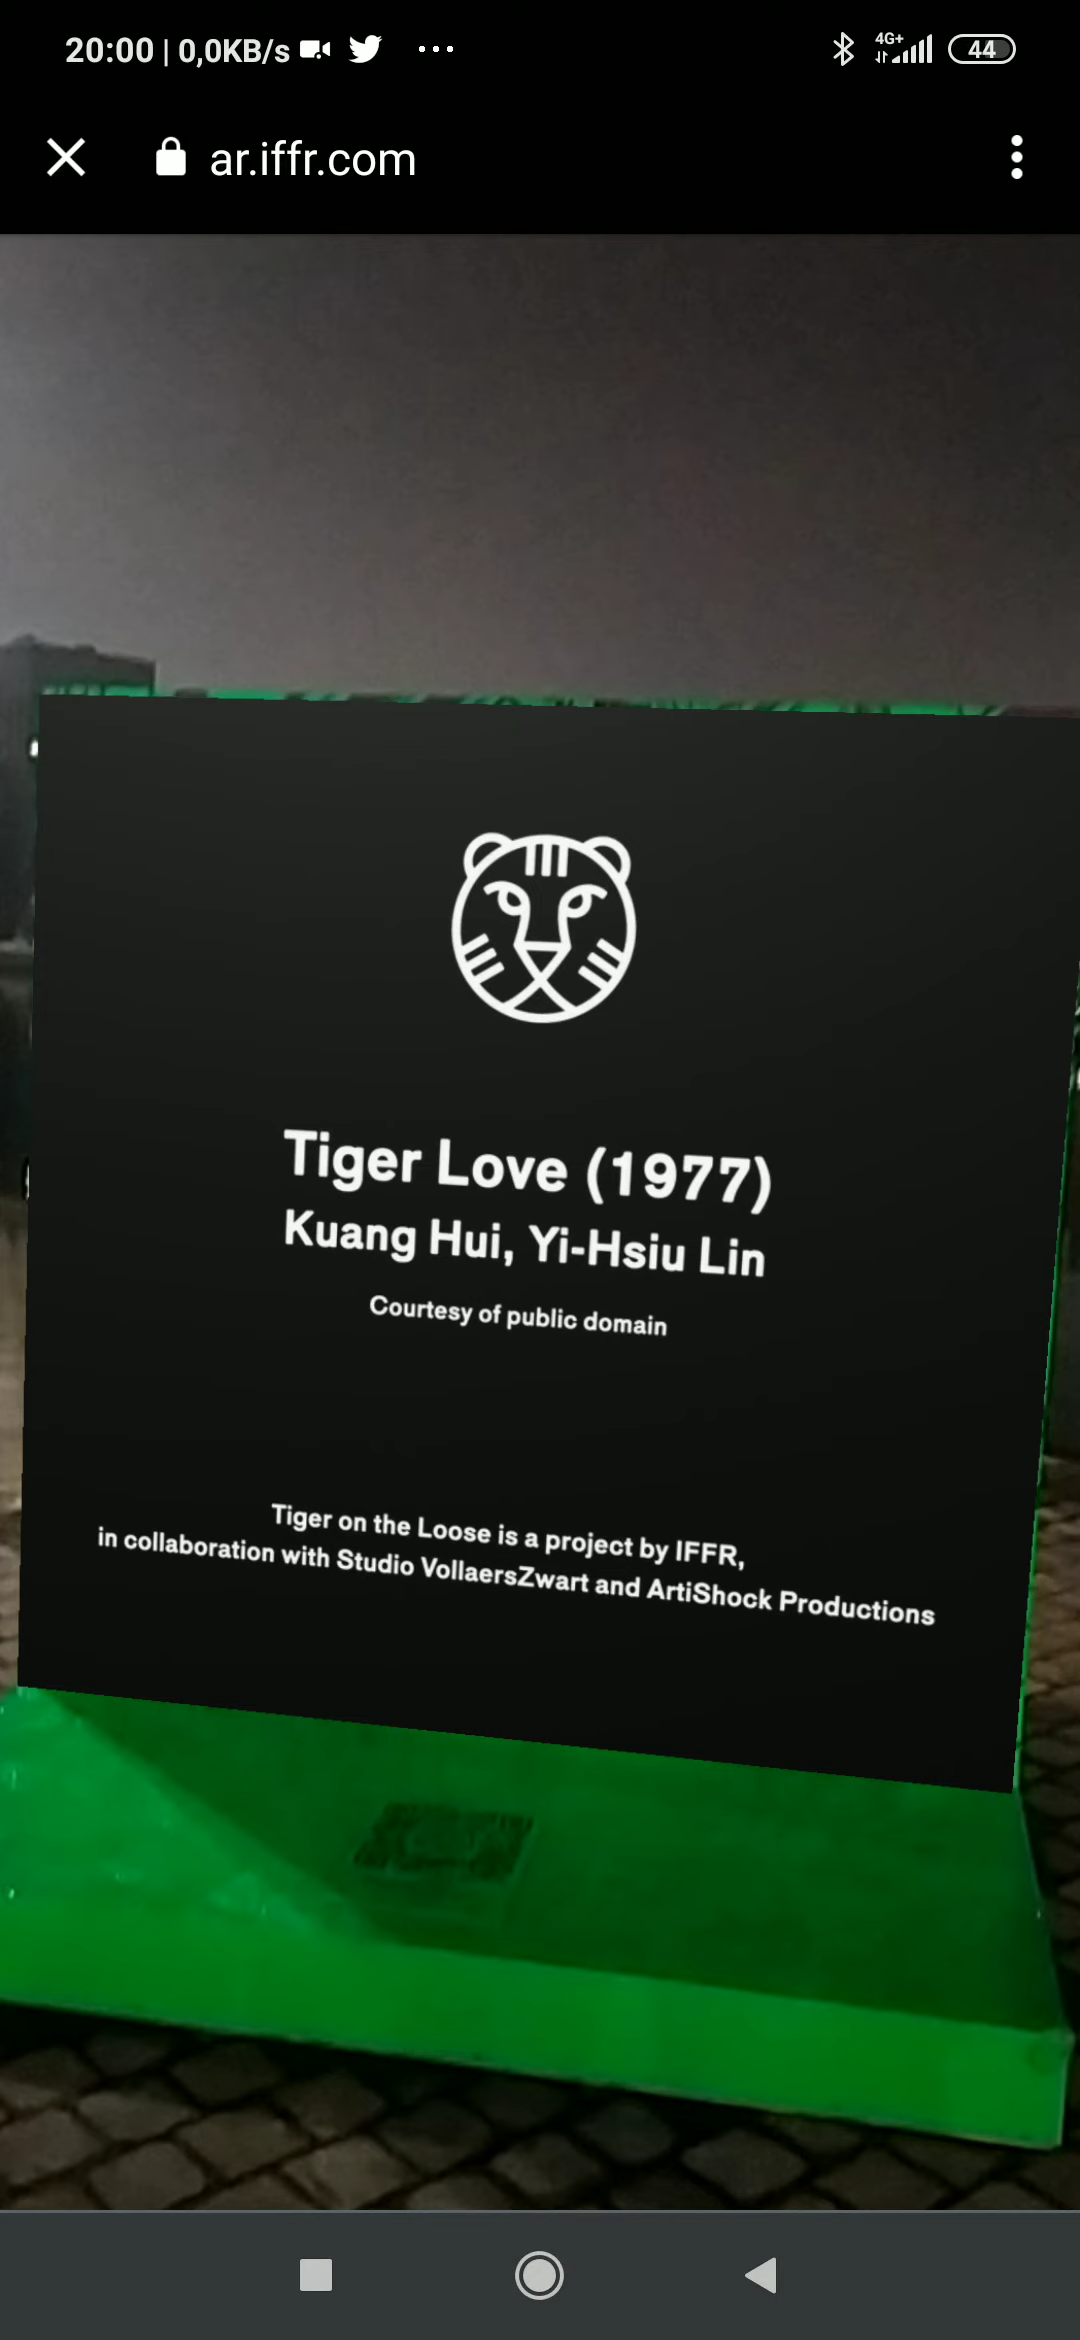 20:00 | 0,0KB/s
4G+
44
ar.iffr.com
Tiger Love (1977)
Kuang Hui, Yi-Hsiu Lin
Courtesy of public domain
Tiger on the Loose is a project by IFFR,
in collaboration with Studio VollaersZwart and ArtiShock Productions